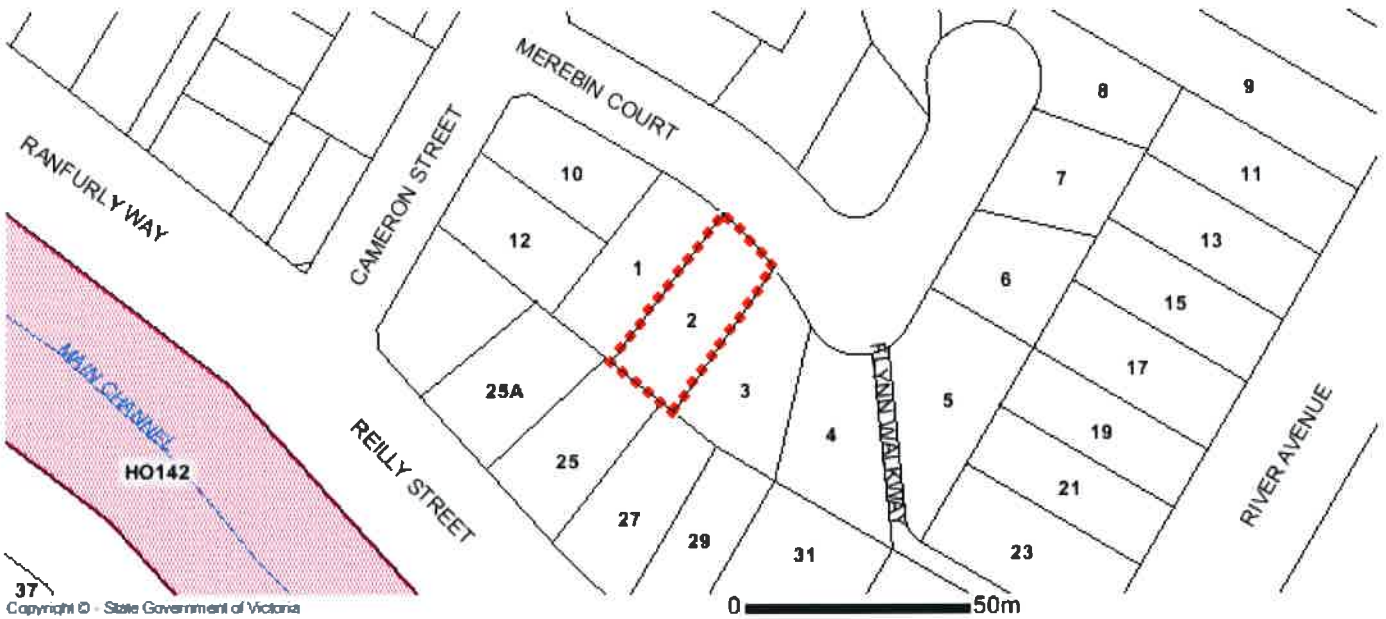 MEREBIN COURT
RANFURLY WAY
CAMERON STREET
8
9
10
11
7
12
13
1
6
15
2
17
25A
3
5
4
FLYNN WALKWAY
19
MAIN CHANNEL
HO142
REILLY STREET
25
21
RIVER AVENUE
27
29
31
23
37
Copyright © - State Government of Victoria
0 50m